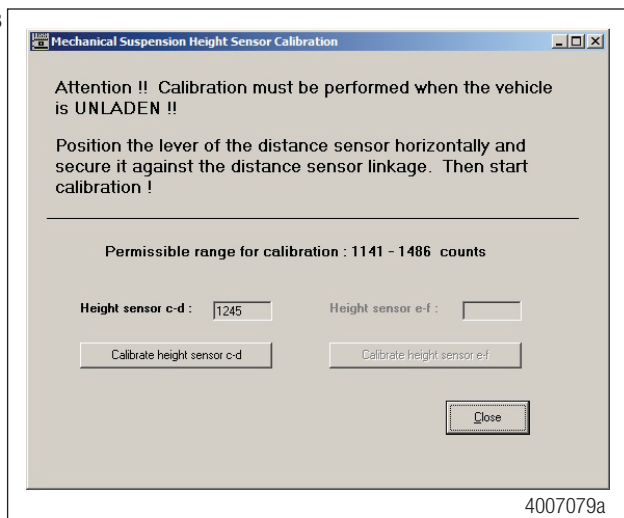 Mechanical Suspension Height Sensor Calibration
Attention !! Calibration must be performed when the vehicle
is UNLADEN !!
Position the lever of the distance sensor horizontally and
secure it against the distance sensor linkage. Then start
calibration !
Permissible range for calibration : 1141 - 1486 counts
Height sensor c-d : 1245 Height sensor e-f :
Calibrate height sensor c-d Calibrate height sensor e-f
Close
4007079a